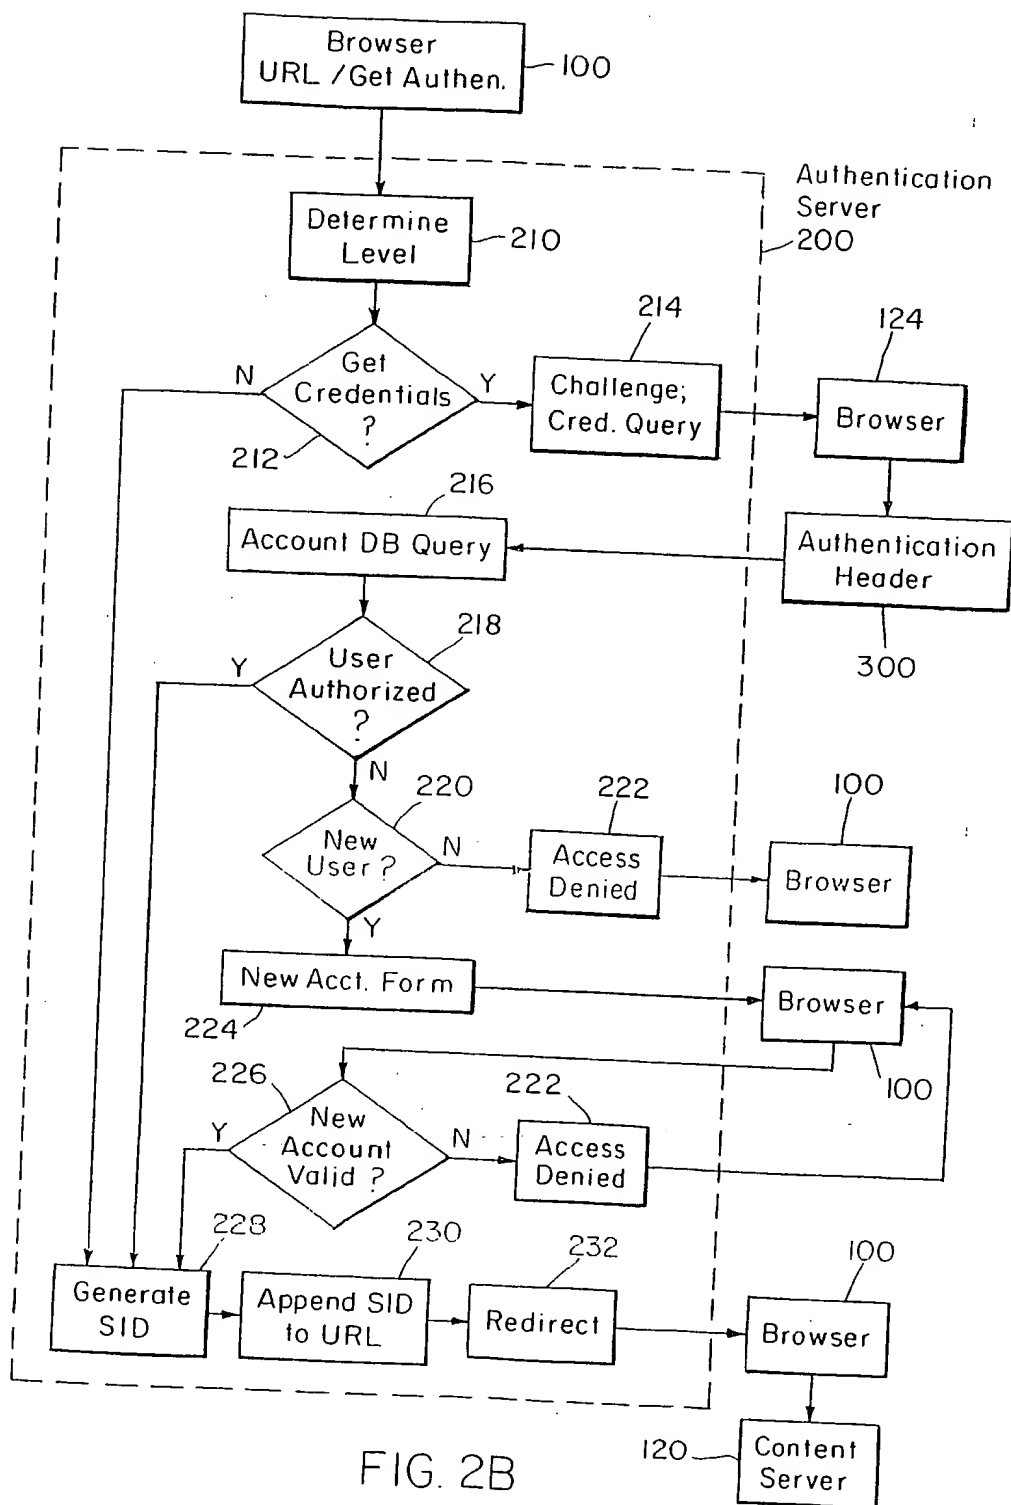 Browser
URL / Get Authen.
100
Authentication
Server
200
Determine
Level
210
Get
Credentials
?
212
N
Y
214
Challenge;
Cred. Query
124
Browser
216
Account DB Query
Authentication
Header
300
218
User
Authorized
?
Y
N
220
New
User?
N
Y
222
Access
Denied
100
Browser
New Acct. Form
224
Browser
100
226
New
Account
Valid?
Y
N
222
Access
Denied
228
Generate
SID
230
Append SID
to URL
232
Redirect
100
Browser
120
Content
Server
FIG. 2B